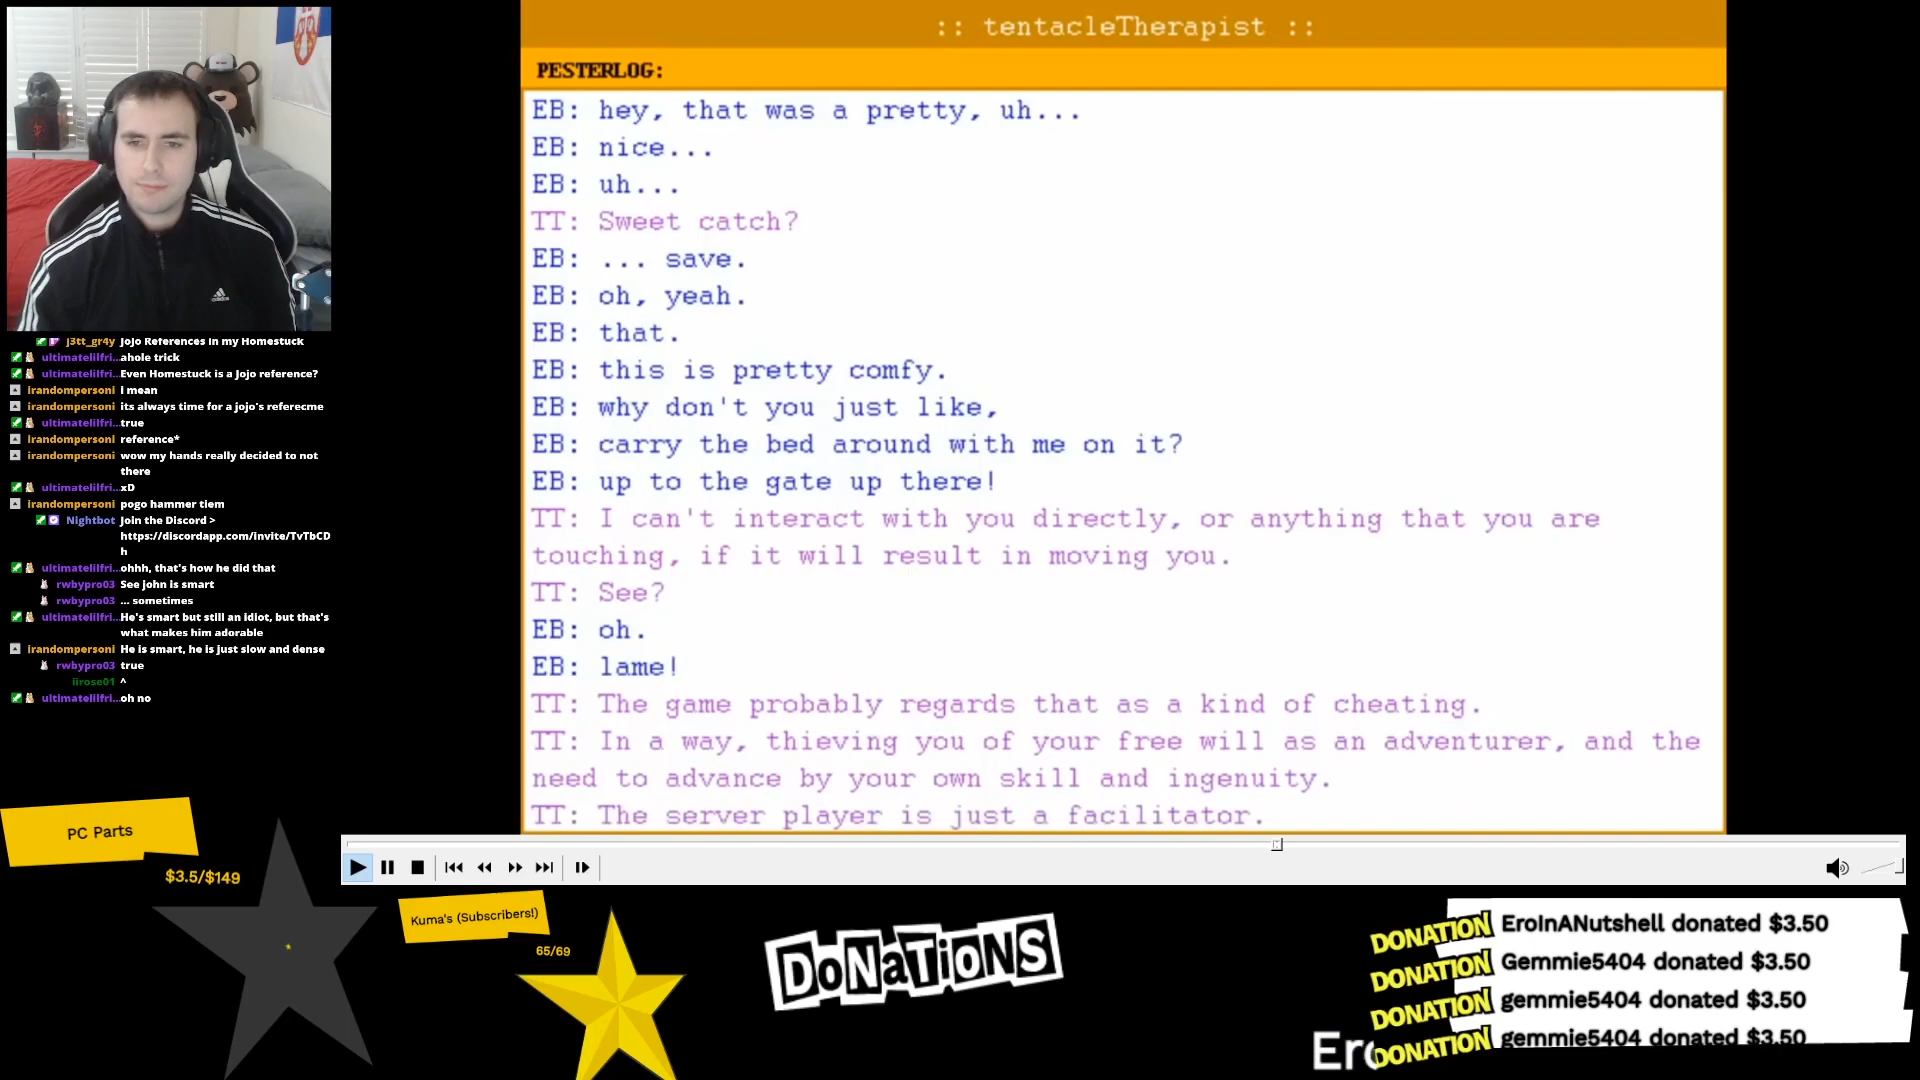 :: tentacleTherapist ::
PESTERLOG:
EB: hey, that was a pretty, uh...
EB: nice...
EB: uh...
TT: Sweet catch?
EB: ... save.
EB: oh, yeah.
EB: that.
EB: this is pretty comfy.
EB: why don't you just like,
EB: carry the bed around with me on it?
EB: up to the gate up there!
TT: I can't interact with you directly, or anything that you are
touching, if it will result in moving you.
TT: See?
EB: oh.
EB: lame!
TT: The game probably regards that as a kind of cheating.
TT: In a way, thieving you of your free will as an adventurer, and the
need to advance by your own skill and ingenuity.
TT: The server player is just a facilitator.
adidas
j3tt_gr4y JoJo References in my Homestuck
ultimatelilfri... ahole trick
ultimatelilfri... Even Homestuck is a Jojo reference?
irandompersoni i mean
irandompersoni its always time for a jojo's referecme
ultimatelilfri... true
irandompersoni reference*
irandompersoni wow my hands really decided to not
there
ultimatelilfri... xD
irandompersoni pogo hammer tiem
Nightbot Join the Discord >
https://discordapp.com/invite/TvTbCD
h
ultimatelilfri... ohhh, that's how he did that
rwbypro03 See John is smart
rwbypro03 ... sometimes
ultimatelilfri... He's smart but still an idiot, but that's
what makes him adorable
irandompersoni He is smart, he is just slow and dense
rwbypro03 true
iirose01 ^
ultimatelilfri... oh no
PC Parts
$3.5/$149
Kuma's (Subscribers!)
65/69
DoNaTiONS
DONATION EroInANutshell donated $3.50
DONATION Gemmie5404 donated $3.50
DONATION gemmie5404 donated $3.50
DONATION gemmie5404 donated $3.50
Ero